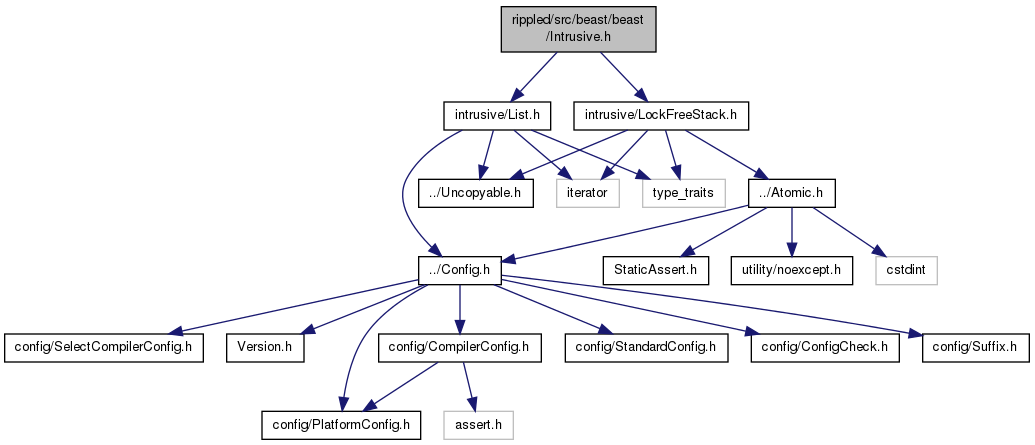 rippled/src/beast/beast
/Intrusive.h
intrusive/List.h
intrusive/LockFreeStack.h
../Uncopyable.h
iterator
type_traits
../Atomic.h
../Config.h
StaticAssert.h
utility/noexcept.h
cstdint
config/SelectCompilerConfig.h
Version.h
config/CompilerConfig.h
config/StandardConfig.h
config/ConfigCheck.h
config/Suffix.h
config/PlatformConfig.h
assert.h